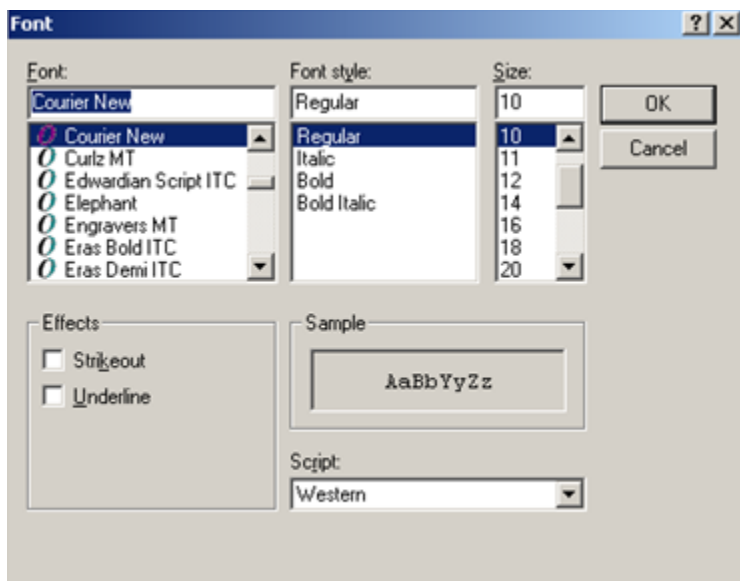 Font
Font:
Font style:
Size:
Courier New
Regular
10
OK
Courier New
Curlz MT
Edwardian Script ITC
Elephant
Engravers MT
Eras Bold ITC
Eras Demi ITC
Regular
Italic
Bold
Bold Italic
10
11
12
14
16
18
20
Cancel
Effects
Strikeout
Underline
Sample
AaBbYyZz
Script:
Western